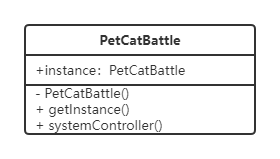 PetCatBattle
+instance: PetCatBattle
- PetCatBattle()
+ getInstance()
+ systemController()